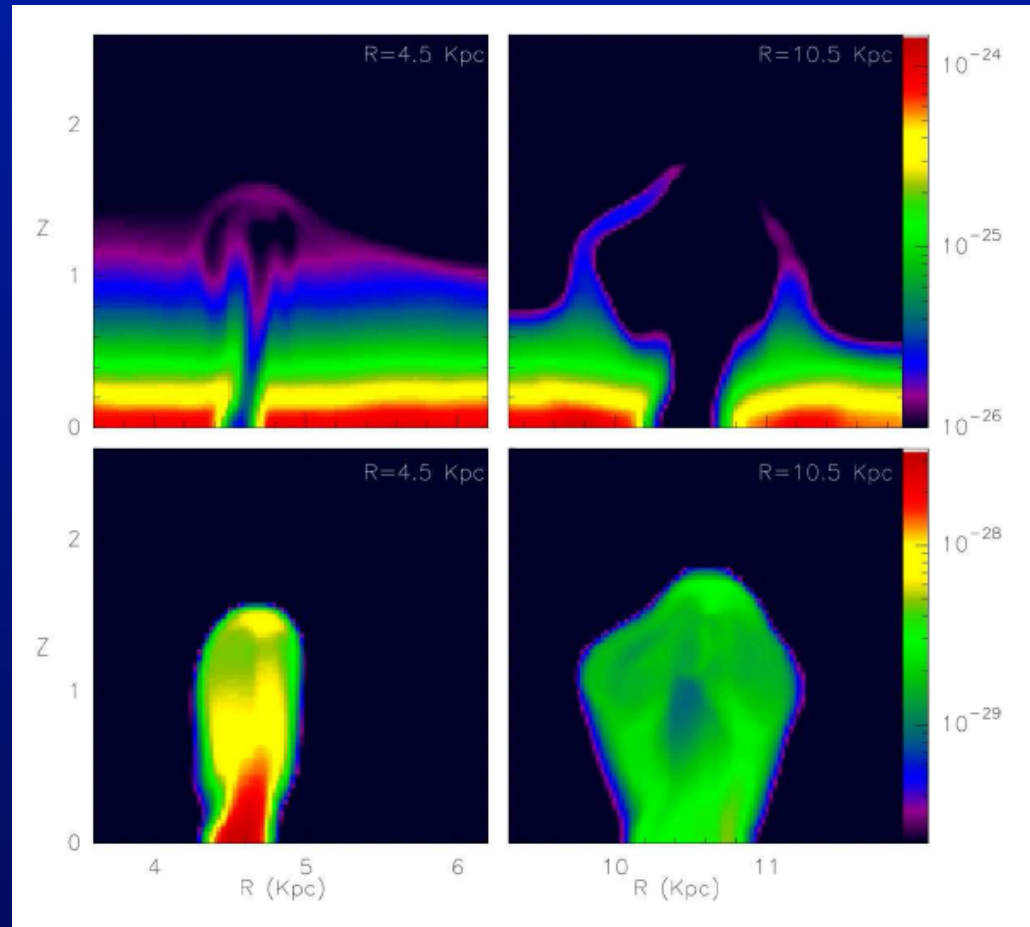 R=4.5 Kpc
R=10.5 Kpc
10⁻²⁴
2
Z
10⁻²⁵
1
0
10⁻²⁶
R=4.5 Kpc
R=10.5 Kpc
10⁻²⁸
2
Z
1
10⁻²⁹
0
4 5 6
10 11
R (Kpc)
R (Kpc)